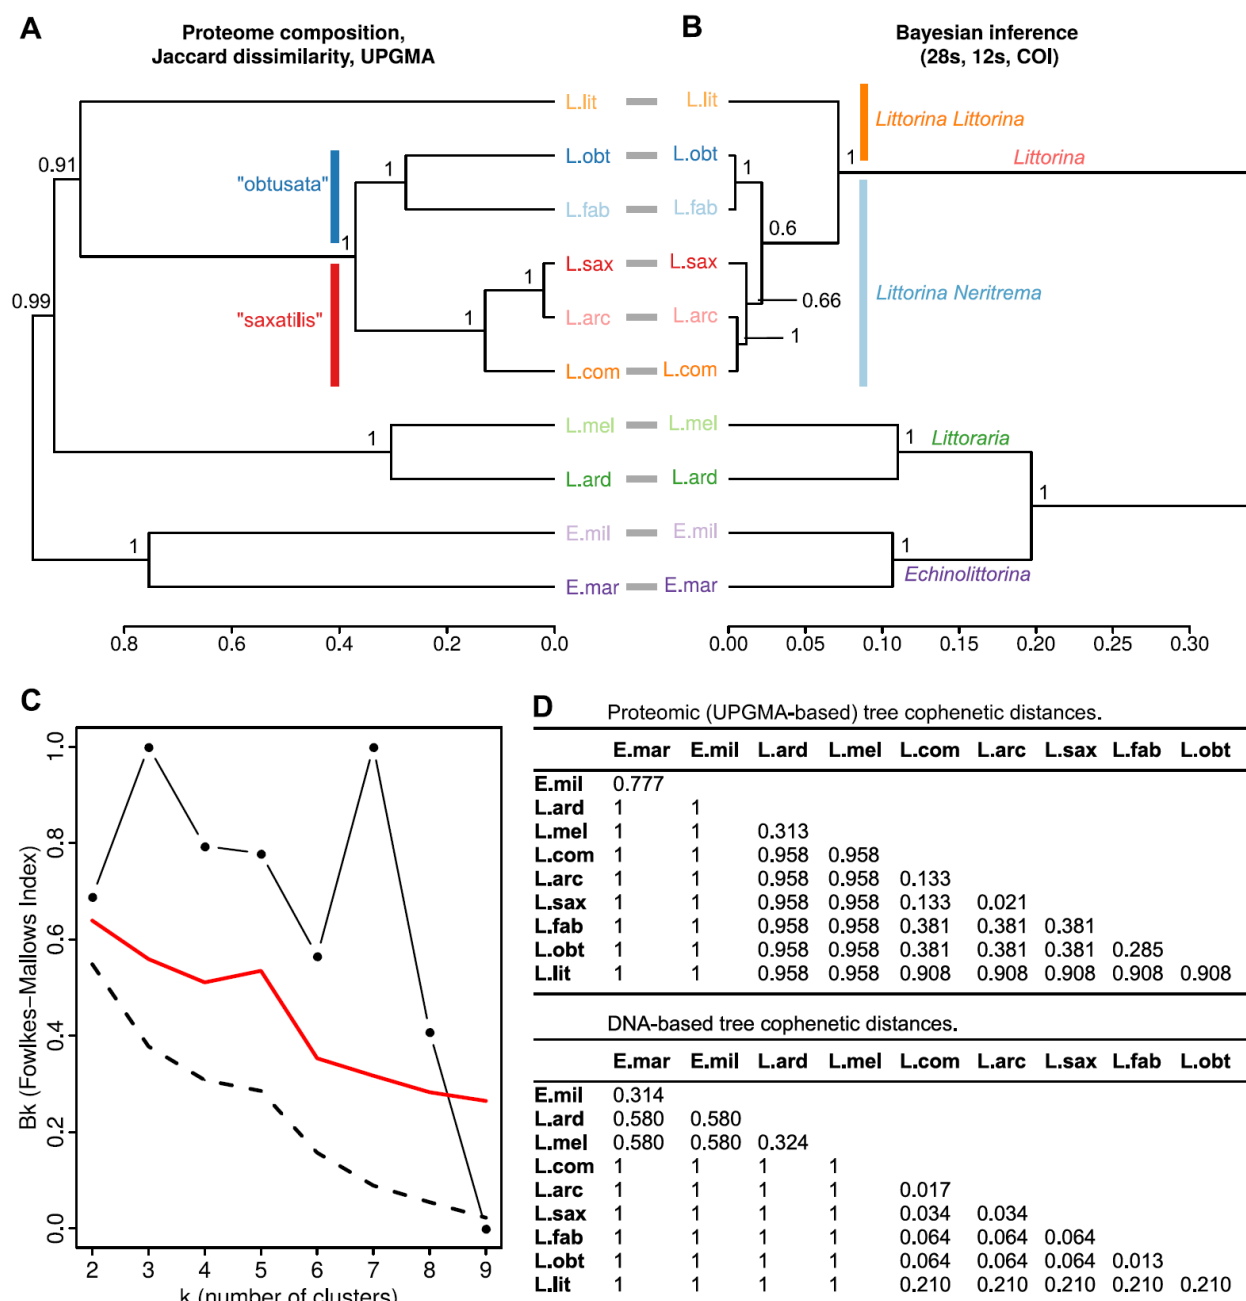 A
Proteome composition,
Jaccard dissimilarity, UPGMA
B
Bayesian inference
(28s, 12s, COI)
L.lit L.lit
Littorina Littorina
0.91
1
Littorina
L.obt L.obt
1
1
"obtusata"
L.fab L.fab
0.6
1
L.sax L.sax
1
0.99
0.66
Littorina Neritrema
"saxatilis"
1
L.arc L.arc
1
L.com L.com
L.mel L.mel
1
1
Littoraria
L.ard L.ard
1
E.mil E.mil
1
1
Echinolittorina
E.mar E.mar
0.8 0.6 0.4 0.2 0.0
0.00 0.05 0.10 0.15 0.20 0.25 0.30
C
Bk (Fowlkes–Mallows Index)
1.0
0.8
0.6
0.4
0.2
0.0
2 3 4 5 6 7 8 9
k (number of clusters)
D
Proteomic (UPGMA-based) tree cophenetic distances.
E.mar E.mil L.ard L.mel L.com L.arc L.sax L.fab L.obt
E.mil 0.777
L.ard 1 1
L.mel 1 1 0.313
L.com 1 1 0.958 0.958
L.arc 1 1 0.958 0.958 0.133
L.sax 1 1 0.958 0.958 0.133 0.021
L.fab 1 1 0.958 0.958 0.381 0.381 0.381
L.obt 1 1 0.958 0.958 0.381 0.381 0.381 0.285
L.lit 1 1 0.958 0.958 0.908 0.908 0.908 0.908 0.908
DNA-based tree cophenetic distances.
E.mar E.mil L.ard L.mel L.com L.arc L.sax L.fab L.obt
E.mil 0.314
L.ard 0.580 0.580
L.mel 0.580 0.580 0.324
L.com 1 1 1 1
L.arc 1 1 1 1 0.017
L.sax 1 1 1 1 0.034 0.034
L.fab 1 1 1 1 0.064 0.064 0.064
L.obt 1 1 1 1 0.064 0.064 0.064 0.013
L.lit 1 1 1 1 0.210 0.210 0.210 0.210 0.210